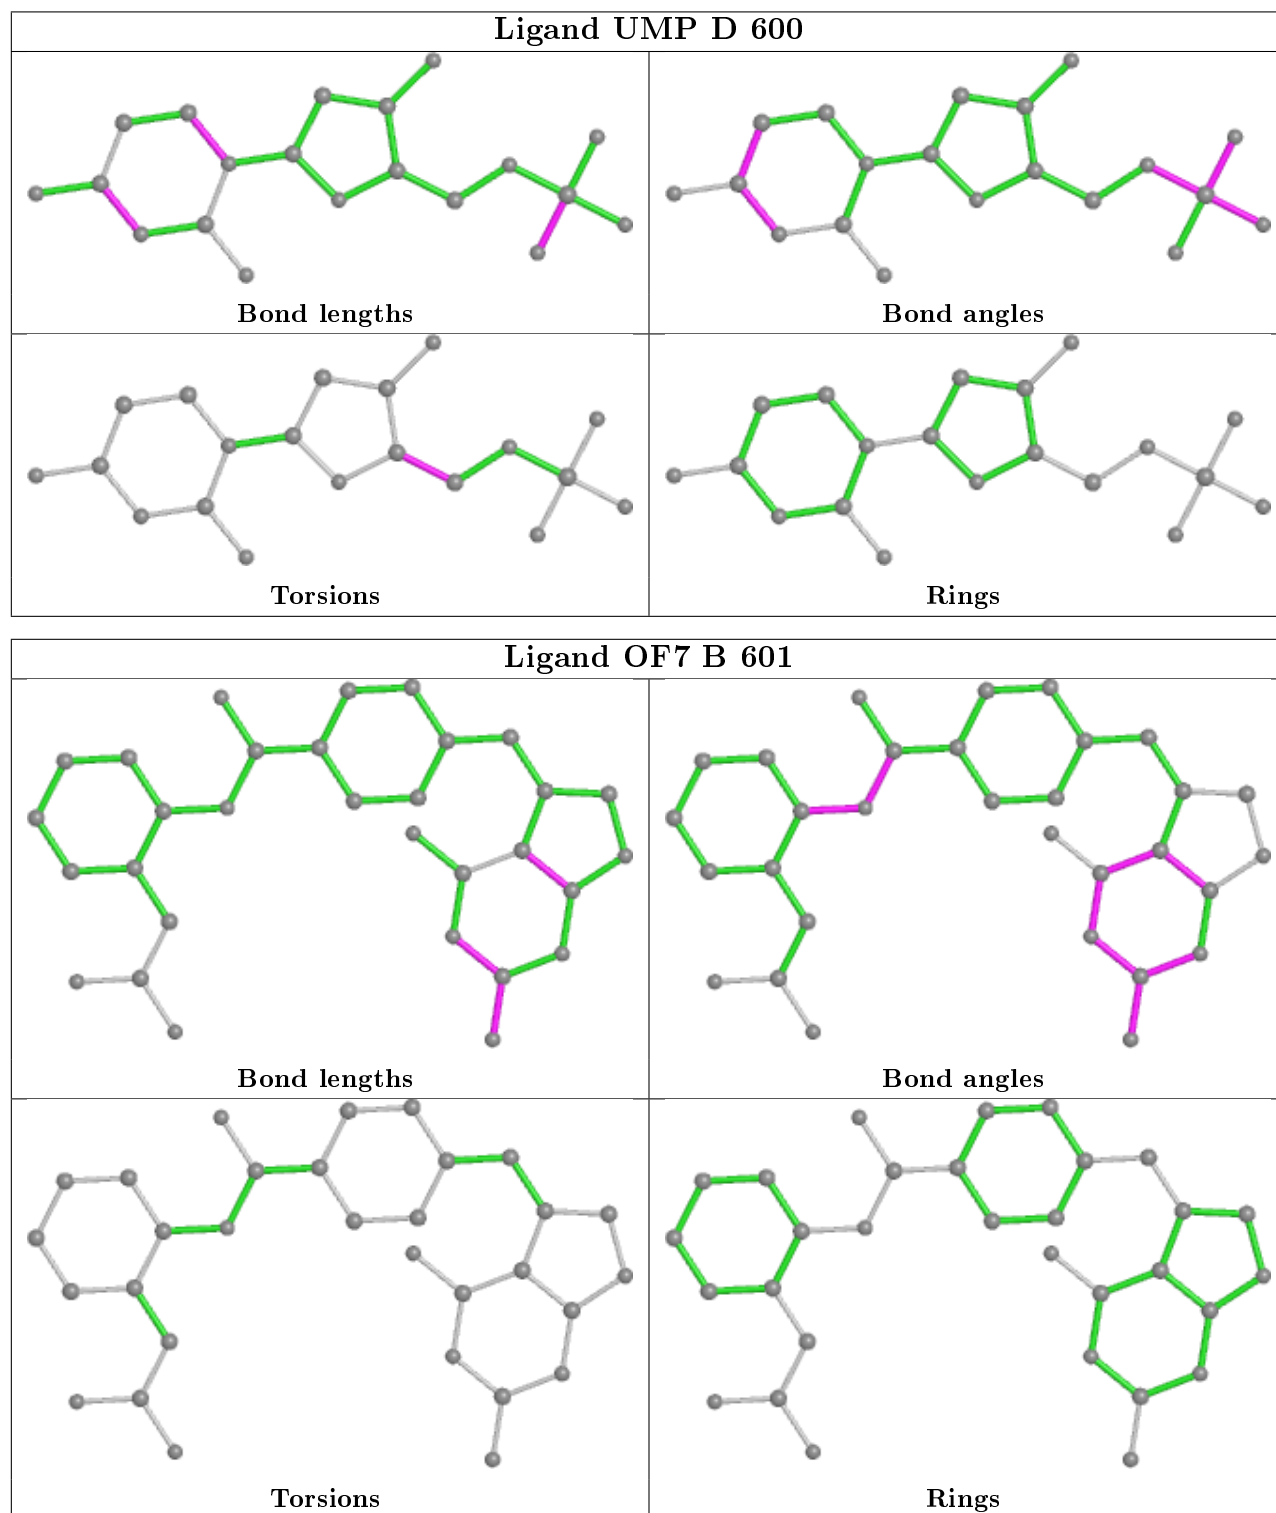 Ligand UMP D 600
Bond lengths
Bond angles
Torsions
Rings
Ligand OF7 B 601
Bond lengths
Bond angles
Torsions
Rings